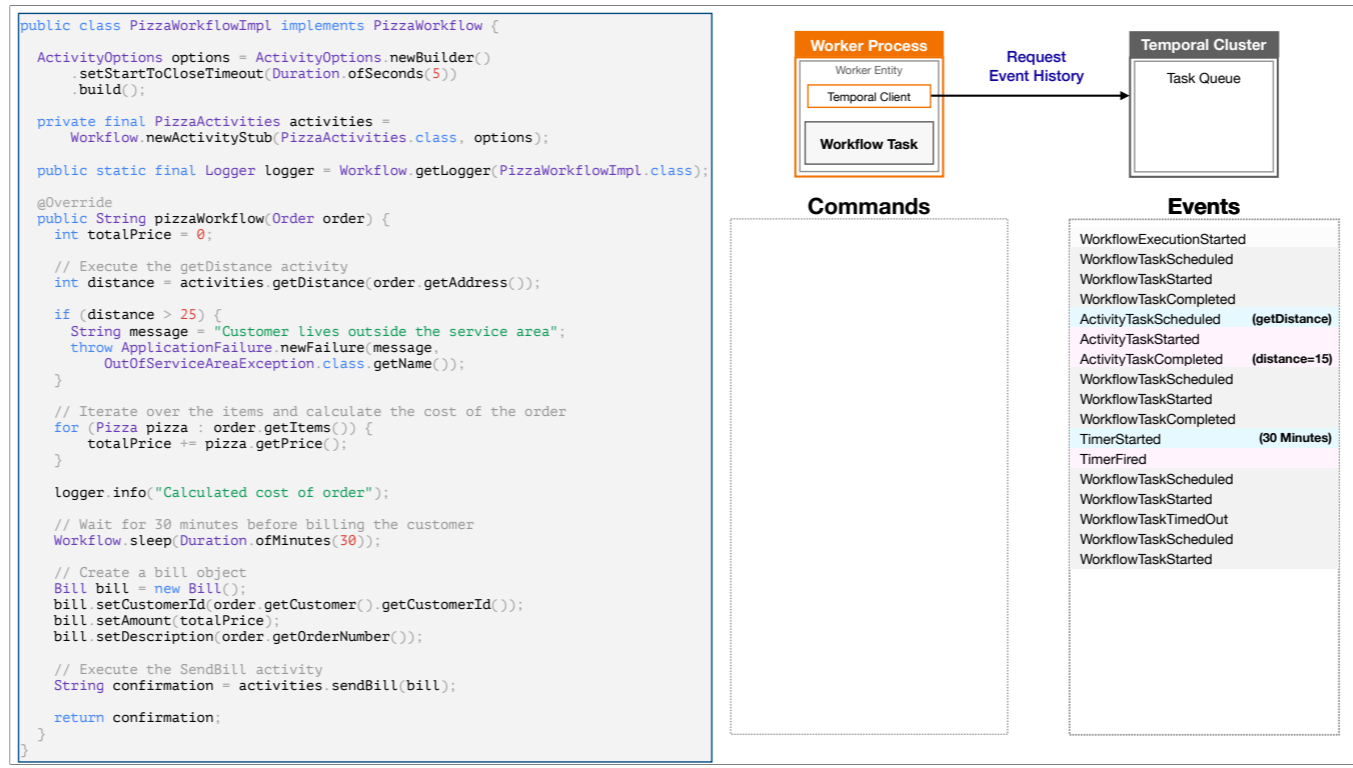 public class PizzaWorkflowImpl implements PizzaWorkflow {
ActivityOptions options = ActivityOptions.newBuilder()
.setStartToCloseTimeout(Duration.ofSeconds(5))
.build();
private final PizzaActivities activities =
Workflow.newActivityStub(PizzaActivities.class, options);
public static final Logger logger = Workflow.getLogger(PizzaWorkflowImpl.class);
@Override
public String pizzaWorkflow(Order order) {
int totalPrice = 0;
// Execute the getDistance activity
int distance = activities.getDistance(order.getAddress());
if (distance > 25) {
String message = "Customer lives outside the service area";
throw ApplicationFailure.newFailure(message,
OutOfServiceAreaException.class.getName());
}
// Iterate over the items and calculate the cost of the order
for (Pizza pizza : order.getItems()) {
totalPrice += pizza.getPrice();
}
logger.info("Calculated cost of order");
// Wait for 30 minutes before billing the customer
Workflow.sleep(Duration.ofMinutes(30));
// Create a bill object
Bill bill = new Bill();
bill.setCustomerId(order.getCustomer().getCustomerId());
bill.setAmount(totalPrice);
bill.setDescription(order.getOrderNumber());
// Execute the SendBill activity
String confirmation = activities.sendBill(bill);
return confirmation;
}
}
Worker Process
Worker Entity
Temporal Client
Workflow Task
Request
Event History
Temporal Cluster
Task Queue
Commands
Events
WorkflowExecutionStarted
WorkflowTaskScheduled
WorkflowTaskStarted
WorkflowTaskCompleted
ActivityTaskScheduled (getDistance)
ActivityTaskStarted
ActivityTaskCompleted (distance=15)
WorkflowTaskScheduled
WorkflowTaskStarted
WorkflowTaskCompleted
TimerStarted (30 Minutes)
TimerFired
WorkflowTaskScheduled
WorkflowTaskStarted
WorkflowTaskTimedOut
WorkflowTaskScheduled
WorkflowTaskStarted